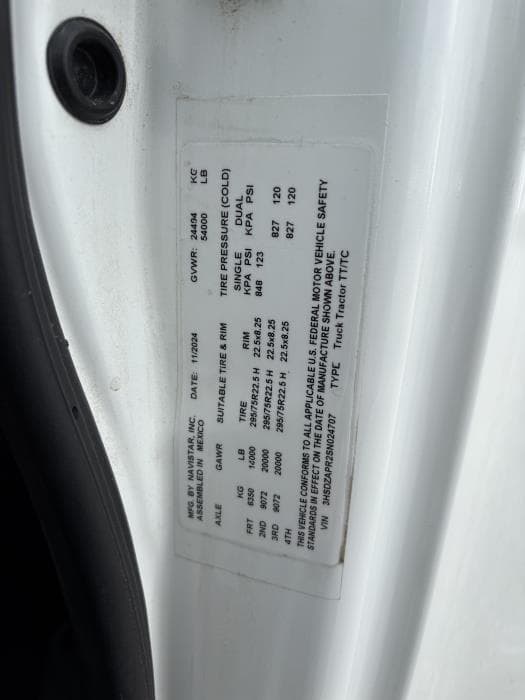 MFG. BY NAVISTAR, INC. DATE: 11/2024 GVWR: 24494 KG
ASSEMBLED IN MEXICO 54000 LB
AXLE GAWR SUITABLE TIRE & RIM TIRE PRESSURE (COLD)
SINGLE DUAL
KG LB TIRE RIM KPA PSI KPA PSI
FRT 6350 14000 295/75R22.5 H 22.5x8.25 848 123
2ND 9072 20000 295/75R22.5 H 22.5x8.25 827 120
3RD 9072 20000 295/75R22.5 H 22.5x8.25 827 120
4TH
THIS VEHICLE CONFORMS TO ALL APPLICABLE U.S. FEDERAL MOTOR VEHICLE SAFETY
STANDARDS IN EFFECT ON THE DATE OF MANUFACTURE SHOWN ABOVE.
VIN 3HSDZAPR2SN024707 TYPE Truck Tractor TT/TC